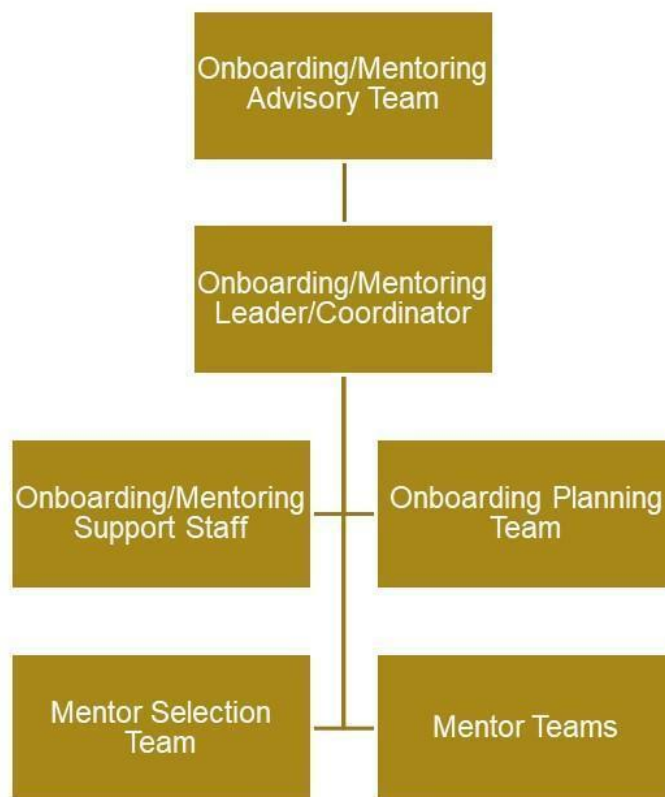 Onboarding/Mentoring
Advisory Team
Onboarding/Mentoring
Leader/Coordinator
Onboarding/Mentoring
Support Staff
Onboarding Planning
Team
Mentor Selection
Team
Mentor Teams